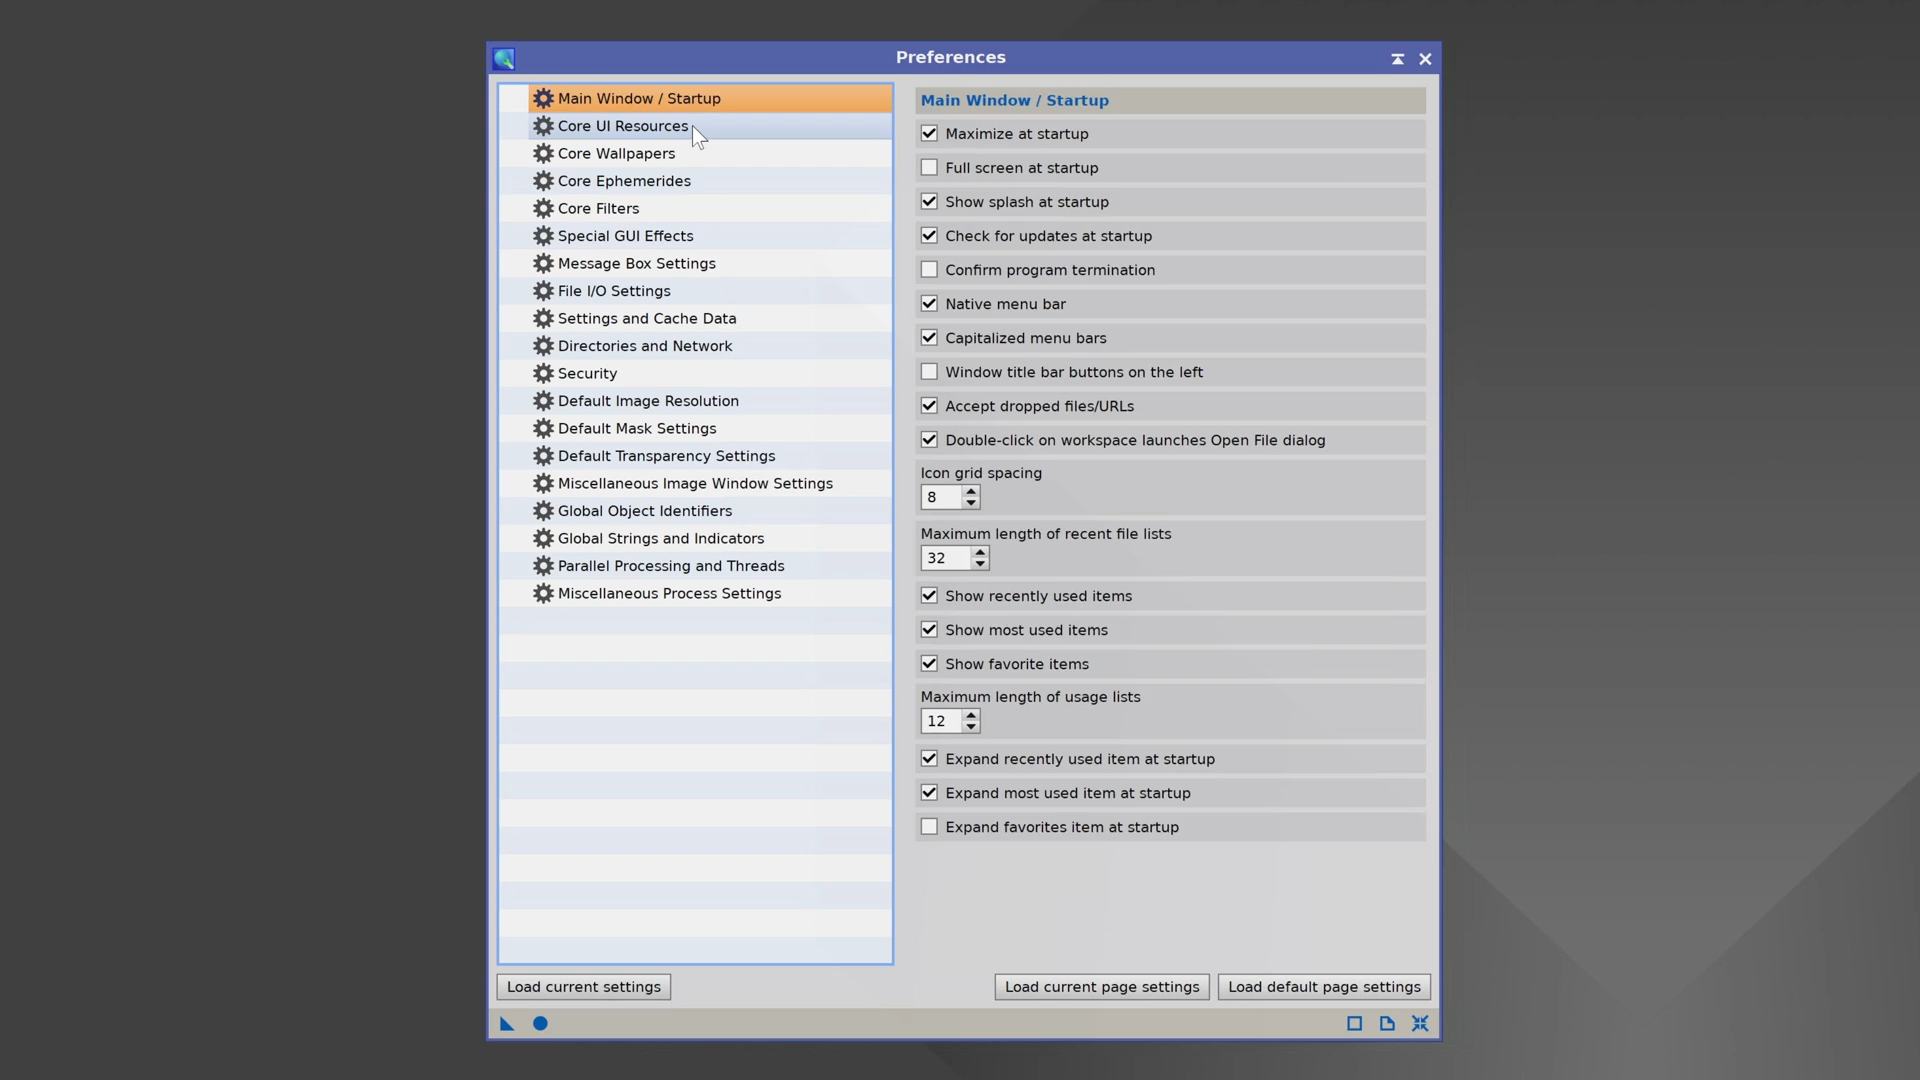 Preferences
Main Window / Startup
Core UI Resources
Core Wallpapers
Core Ephemerides
Core Filters
Special GUI Effects
Message Box Settings
File I/O Settings
Settings and Cache Data
Directories and Network
Security
Default Image Resolution
Default Mask Settings
Default Transparency Settings
Miscellaneous Image Window Settings
Global Object Identifiers
Global Strings and Indicators
Parallel Processing and Threads
Miscellaneous Process Settings
Main Window / Startup
Maximize at startup
Full screen at startup
Show splash at startup
Check for updates at startup
Confirm program termination
Native menu bar
Capitalized menu bars
Window title bar buttons on the left
Accept dropped files/URLs
Double-click on workspace launches Open File dialog
Icon grid spacing
8
Maximum length of recent file lists
32
Show recently used items
Show most used items
Show favorite items
Maximum length of usage lists
12
Expand recently used item at startup
Expand most used item at startup
Expand favorites item at startup
Load current settings
Load current page settings
Load default page settings